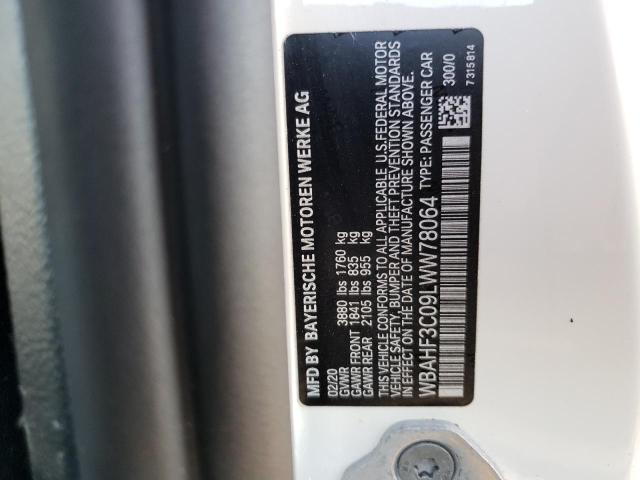 MFD BY BAYERISCHE MOTOREN WERKE AG
02/20
GVWR 3880 lbs 1760 kg
GAWR FRONT 1841 lbs 835 kg
GAWR REAR 2105 lbs 955 kg
THIS VEHICLE CONFORMS TO ALL APPLICABLE U.S.FEDERAL MOTOR
VEHICLE SAFETY, BUMPER AND THEFT PREVENTION STANDARDS
IN EFFECT ON THE DATE OF MANUFACTURE SHOWN ABOVE.
WBAHF3C09LWW78064 TYPE: PASSENGER CAR
300/0
7315814